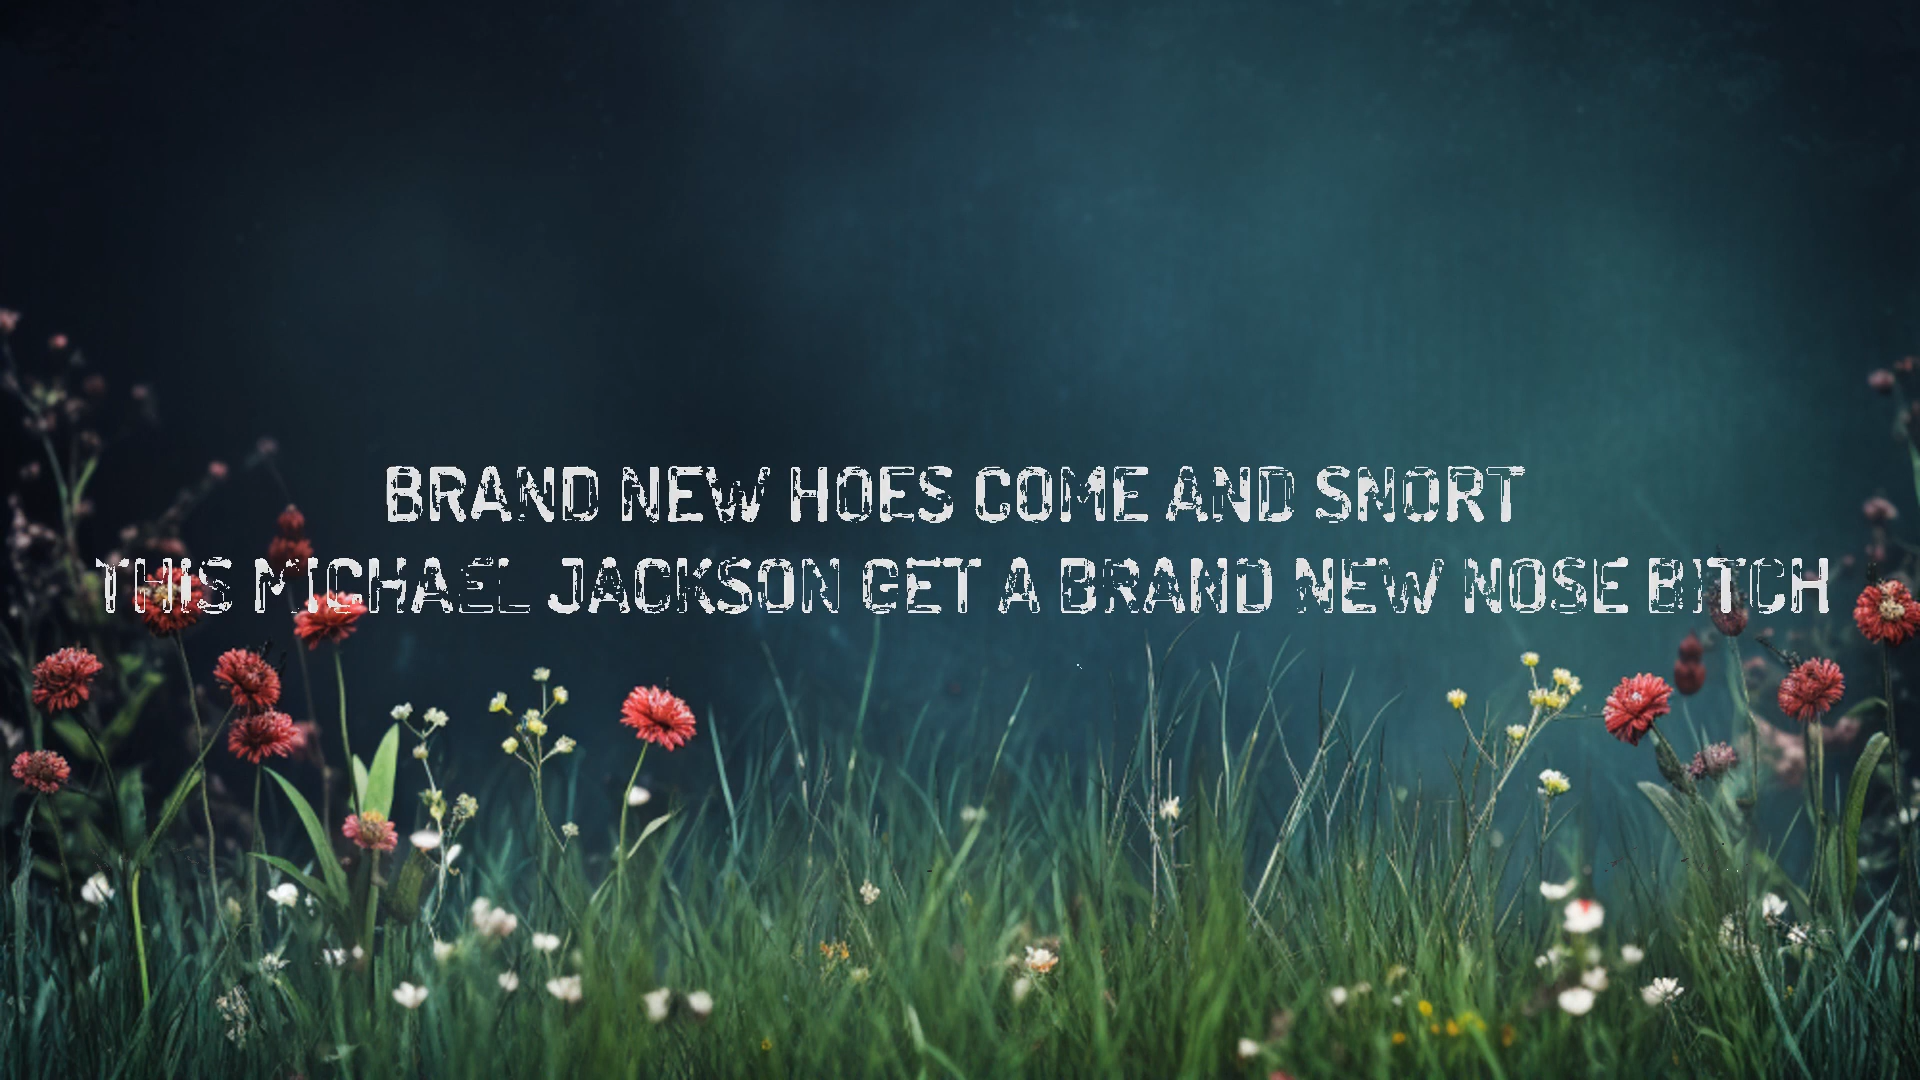 BRAND NEW HOES COME AND SNORT
THIS MICHAEL JACKSON GET A BRAND NEW NOSE BITCH